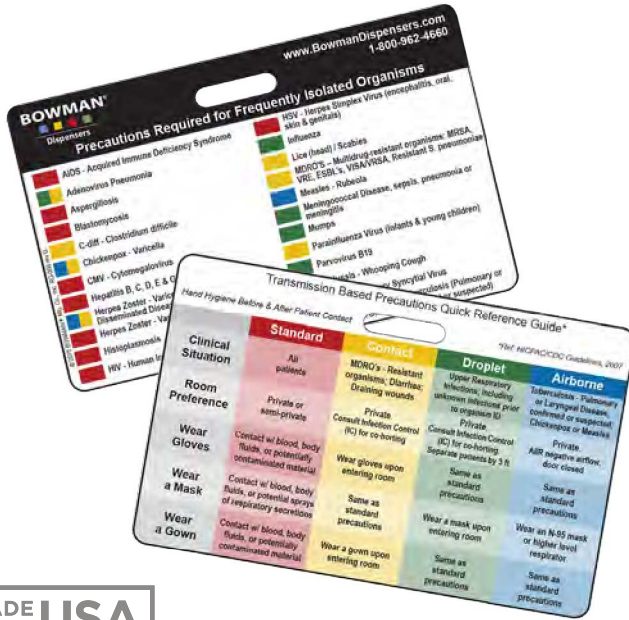 www.BowmanDispensers.com
1-800-962-4660
BOWMAN®
Dispensers
Precautions Required for Frequently Isolated Organisms
AIDS - Acquired Immune Deficiency Syndrome
Adenovirus Pneumonia
Aspergillosis
Blastomycosis
C-diff - Clostridium difficile
Chickenpox - Varicella
CMV - Cytomegalovirus
Hepatitis B, C, D, E & G
Herpes Zoster - Varic
Disseminated Diseas
Herpes Zoster - Va
Histoplasmosis
HIV - Human Im
HSV - Herpes Simplex Virus (encephalitis, oral,
skin & genitals)
Influenza
Lice (head) / Scabies
MDRO'S – Multidrug-resistant organisms: MRSA,
VRE, ESBL's, VISA/VRSA, Resistant S. pneumoniae
Measles - Rubeola
Meningococcal Disease, sepsis, pneumonia or
meningitis
Mumps
Parainfluenza Virus (infants & young children)
Parvovirus B19
- Whooping Cough
Syncytial Virus
(Pulmonary or
or suspected)
Transmission Based Precautions Quick Reference Guide*
Hand Hygiene Before & After Patient Contact
*Ref: HICPAC/CDC Guidelines, 2007
Standard Contact Droplet Airborne
Clinical
Situation
All
patients
MDRO's - Resistant
organisms; Diarrhea;
Draining wounds
Upper Respiratory
Infections; including
unknown infections prior
to organism ID
Tuberculosis - Pulmonary
or Laryngeal Disease,
confirmed or suspected;
Chickenpox or Measles
Room
Preference
Private or
semi-private
Private
Consult Infection Control
(IC) for co-horting
Private
Consult Infection Control
(IC) for co-horting
Separate patients by 3 ft
Private
AIIR negative airflow,
door closed
Wear
Gloves
Contact w/ blood, body
fluids, or potentially
contaminated material
Wear gloves upon
entering room
Same as
standard
precautions
Same as
standard
precautions
Wear
a Mask
Contact w/ blood, body
fluids, or potential sprays
of respiratory secretions
Same as
standard
precautions
Wear a mask upon
entering room
Wear an N-95 mask
or higher level
respirator
Wear
a Gown
Contact w/ blood, body
fluids, or potentially
contaminated material
Wear a gown upon
entering room
Same as
standard
precautions
Same as
standard
precautions
ADE USA